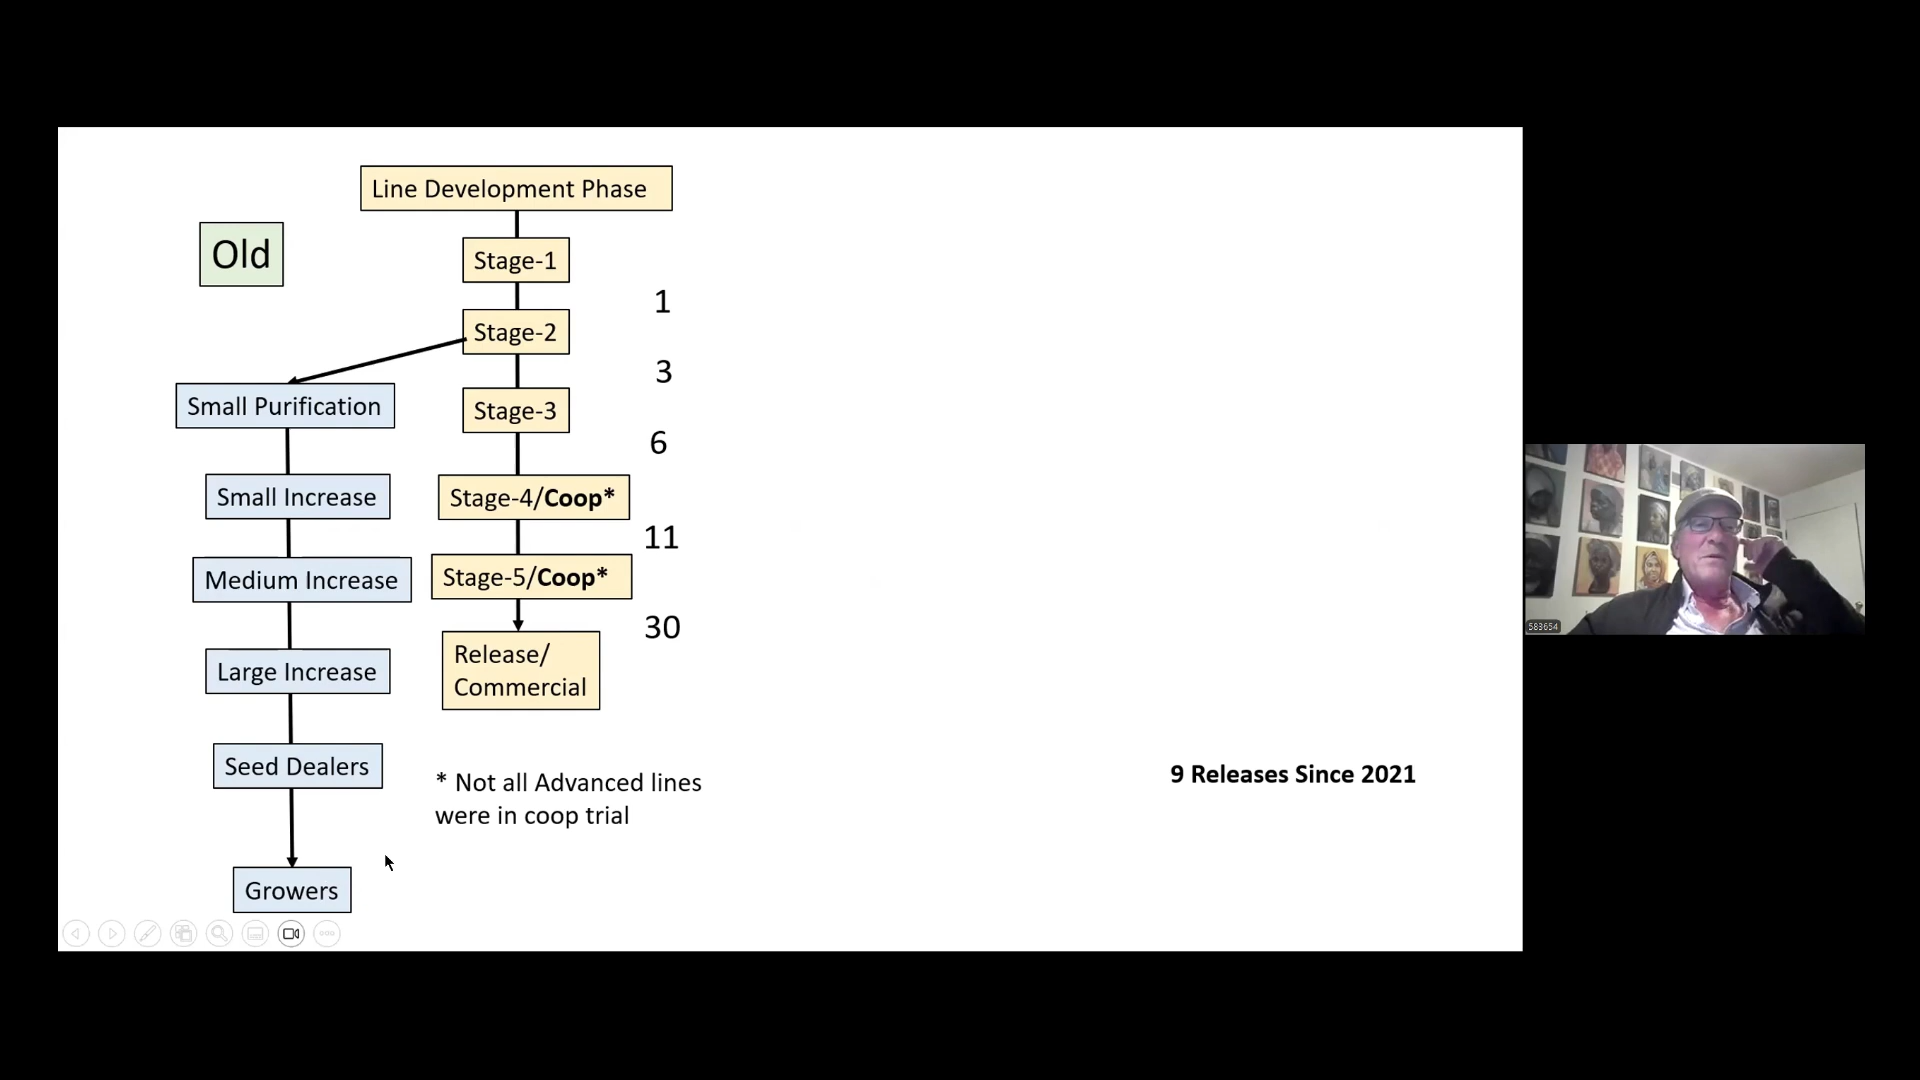 Line Development Phase
Old
Stage-1
1
Stage-2
3
Small Purification
Stage-3
6
Small Increase
Stage-4/Coop*
11
Medium Increase
Stage-5/Coop*
30
Release/
Commercial
Large Increase
Seed Dealers
* Not all Advanced lines
were in coop trial
9 Releases Since 2021
Growers
583654